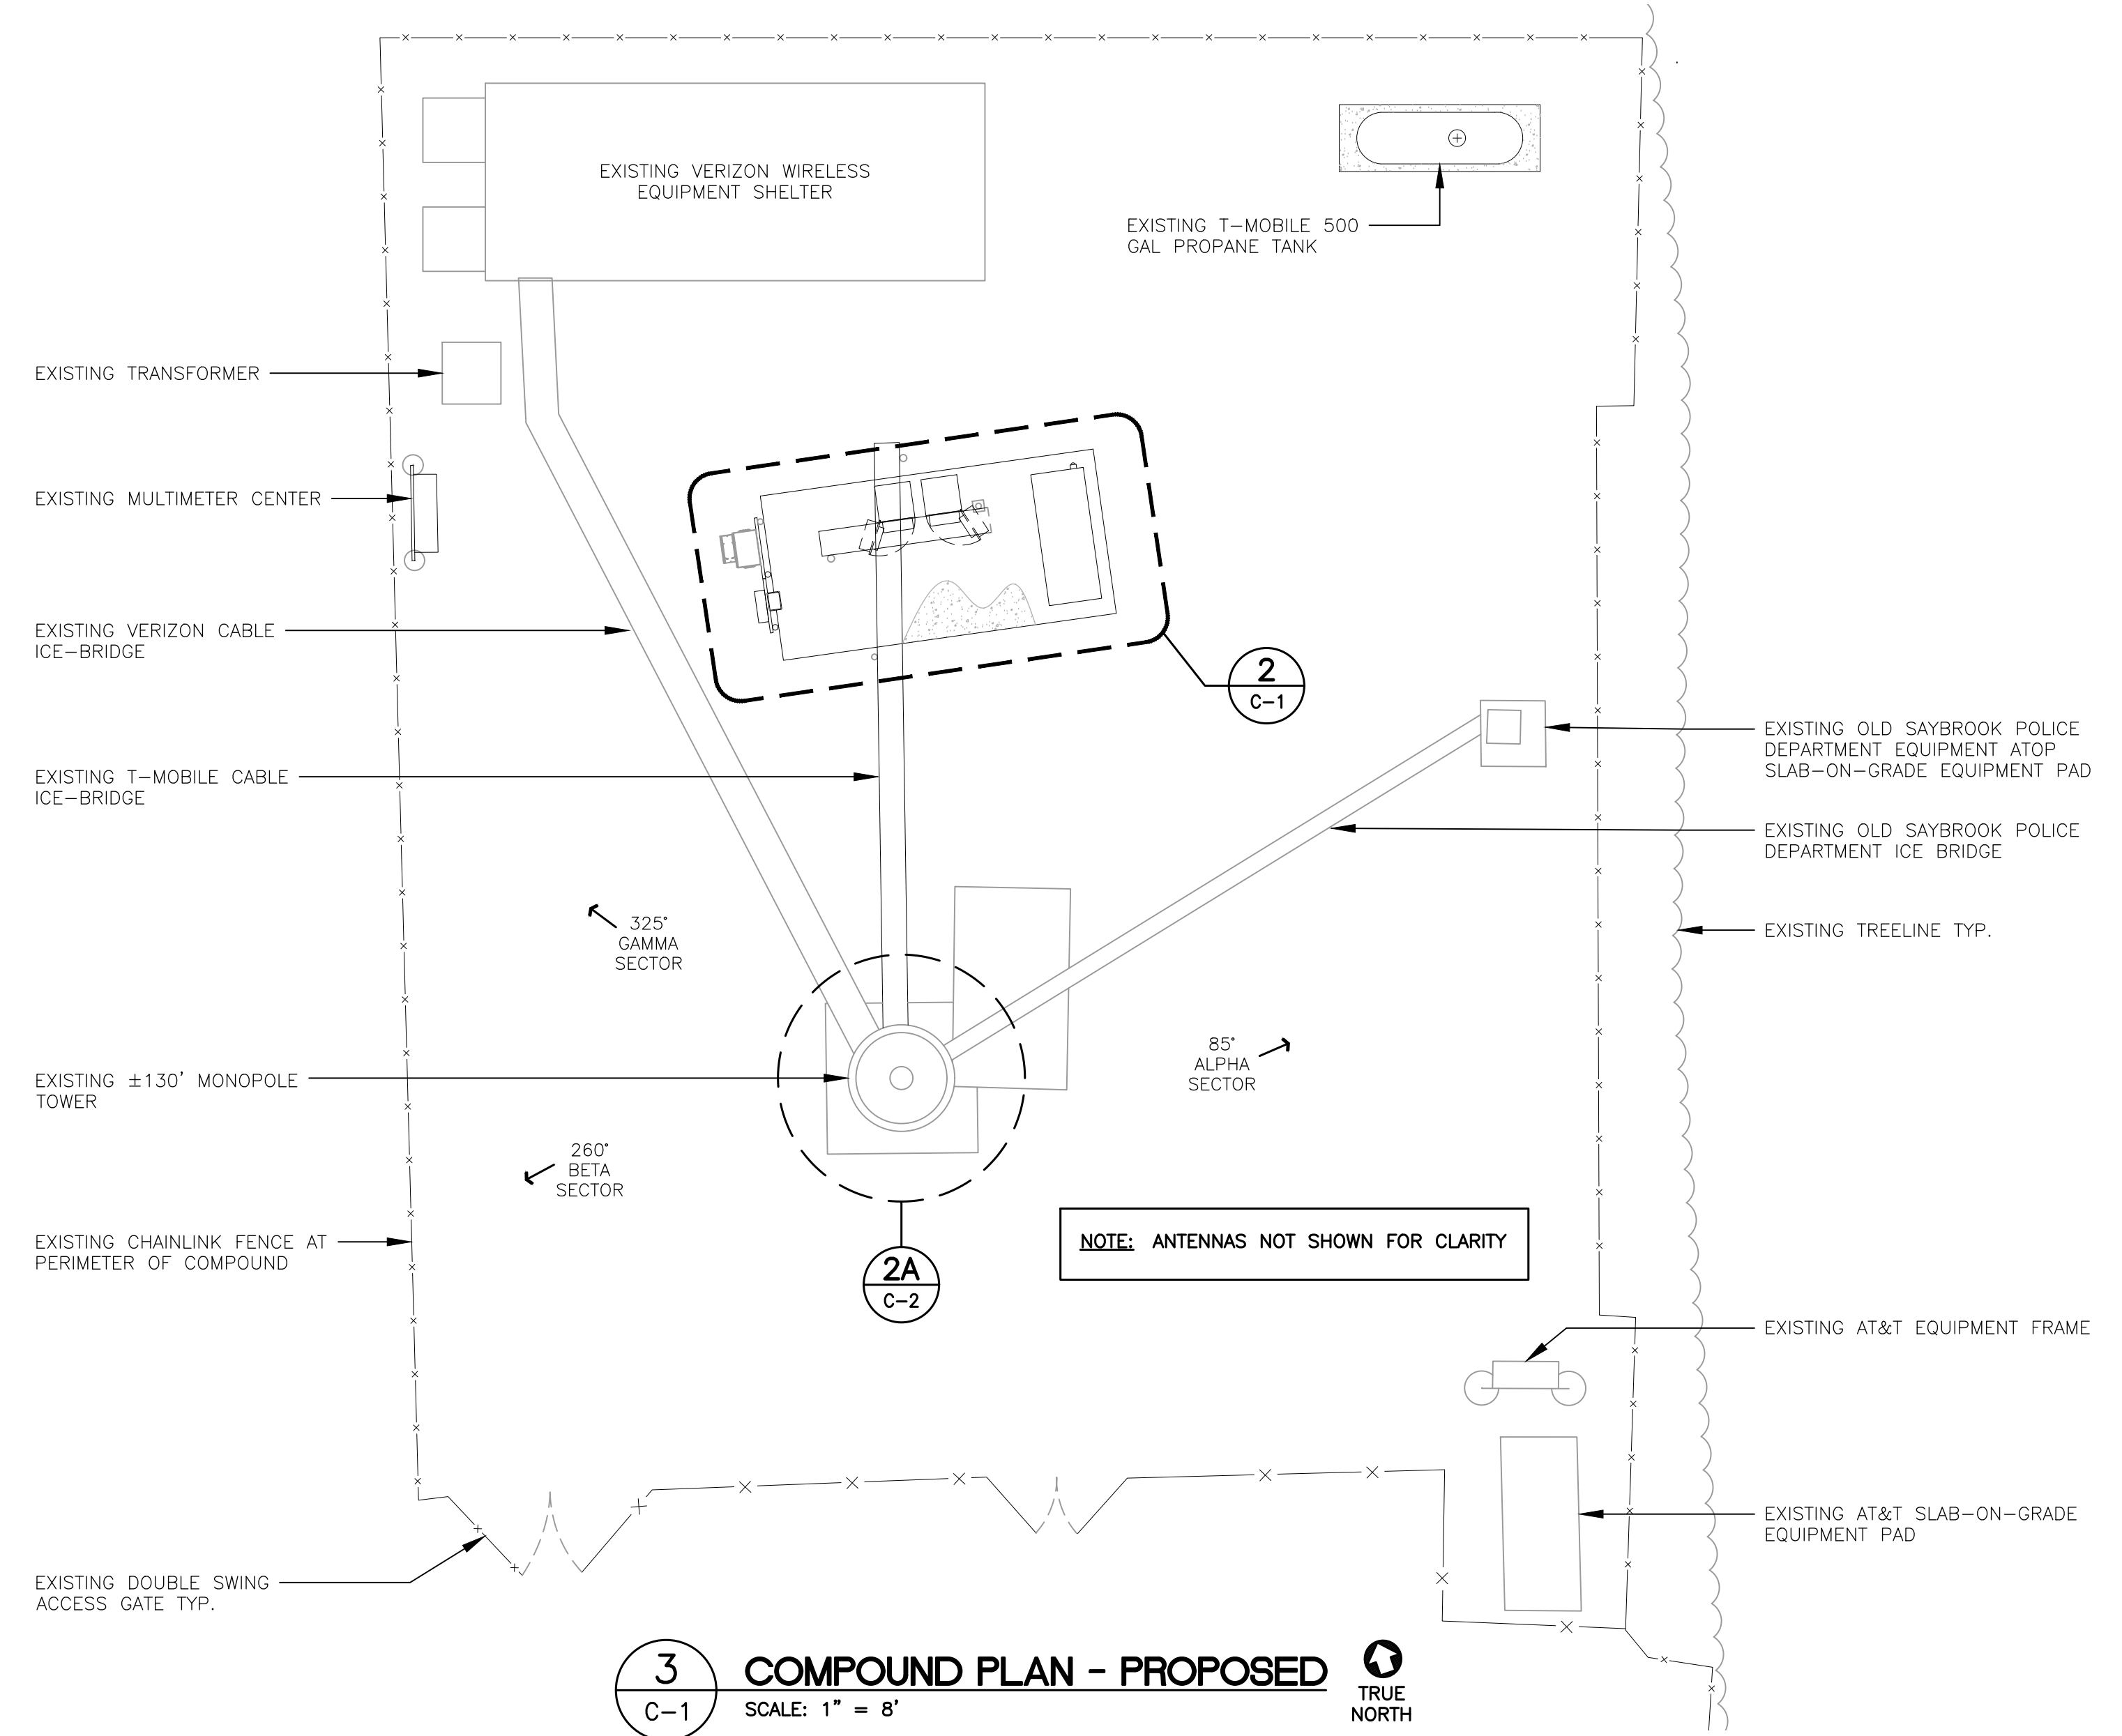 EXISTING VERIZON WIRELESS
EQUIPMENT SHELTER
EXISTING T-MOBILE 500
GAL PROPANE TANK
EXISTING TRANSFORMER
EXISTING MULTIMETER CENTER
EXISTING VERIZON CABLE
ICE-BRIDGE
2
C-1
EXISTING OLD SAYBROOK POLICE
DEPARTMENT EQUIPMENT ATOP
SLAB-ON-GRADE EQUIPMENT PAD
EXISTING T-MOBILE CABLE
ICE-BRIDGE
EXISTING OLD SAYBROOK POLICE
DEPARTMENT ICE BRIDGE
325°
GAMMA
SECTOR
EXISTING TREELINE TYP.
85°
ALPHA
SECTOR
EXISTING ±130' MONOPOLE
TOWER
260°
BETA
SECTOR
EXISTING CHAINLINK FENCE AT
PERIMETER OF COMPOUND
NOTE: ANTENNAS NOT SHOWN FOR CLARITY
2A
C-2
EXISTING AT&T EQUIPMENT FRAME
EXISTING AT&T SLAB-ON-GRADE
EQUIPMENT PAD
EXISTING DOUBLE SWING
ACCESS GATE TYP.
3
C-1
COMPOUND PLAN - PROPOSED
SCALE: 1" = 8'
TRUE
NORTH